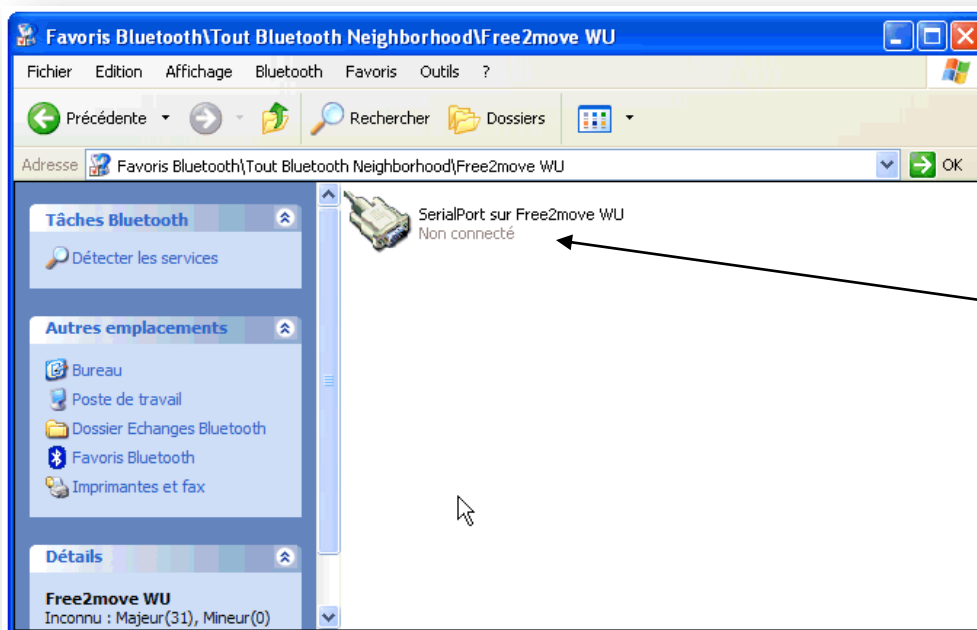 Favoris Bluetooth\Tout Bluetooth Neighborhood\Free2move WU
Fichier Edition Affichage Bluetooth Favoris Outils ?
Précédente Rechercher Dossiers
Adresse Favoris Bluetooth\Tout Bluetooth Neighborhood\Free2move WU OK
Tâches Bluetooth
Détecter les services
Autres emplacements
Bureau
Poste de travail
Dossier Echanges Bluetooth
Favoris Bluetooth
Imprimantes et fax
Détails
Free2move WU
Inconnu : Majeur(31), Mineur(0)
SerialPort sur Free2move WU
Non connecté